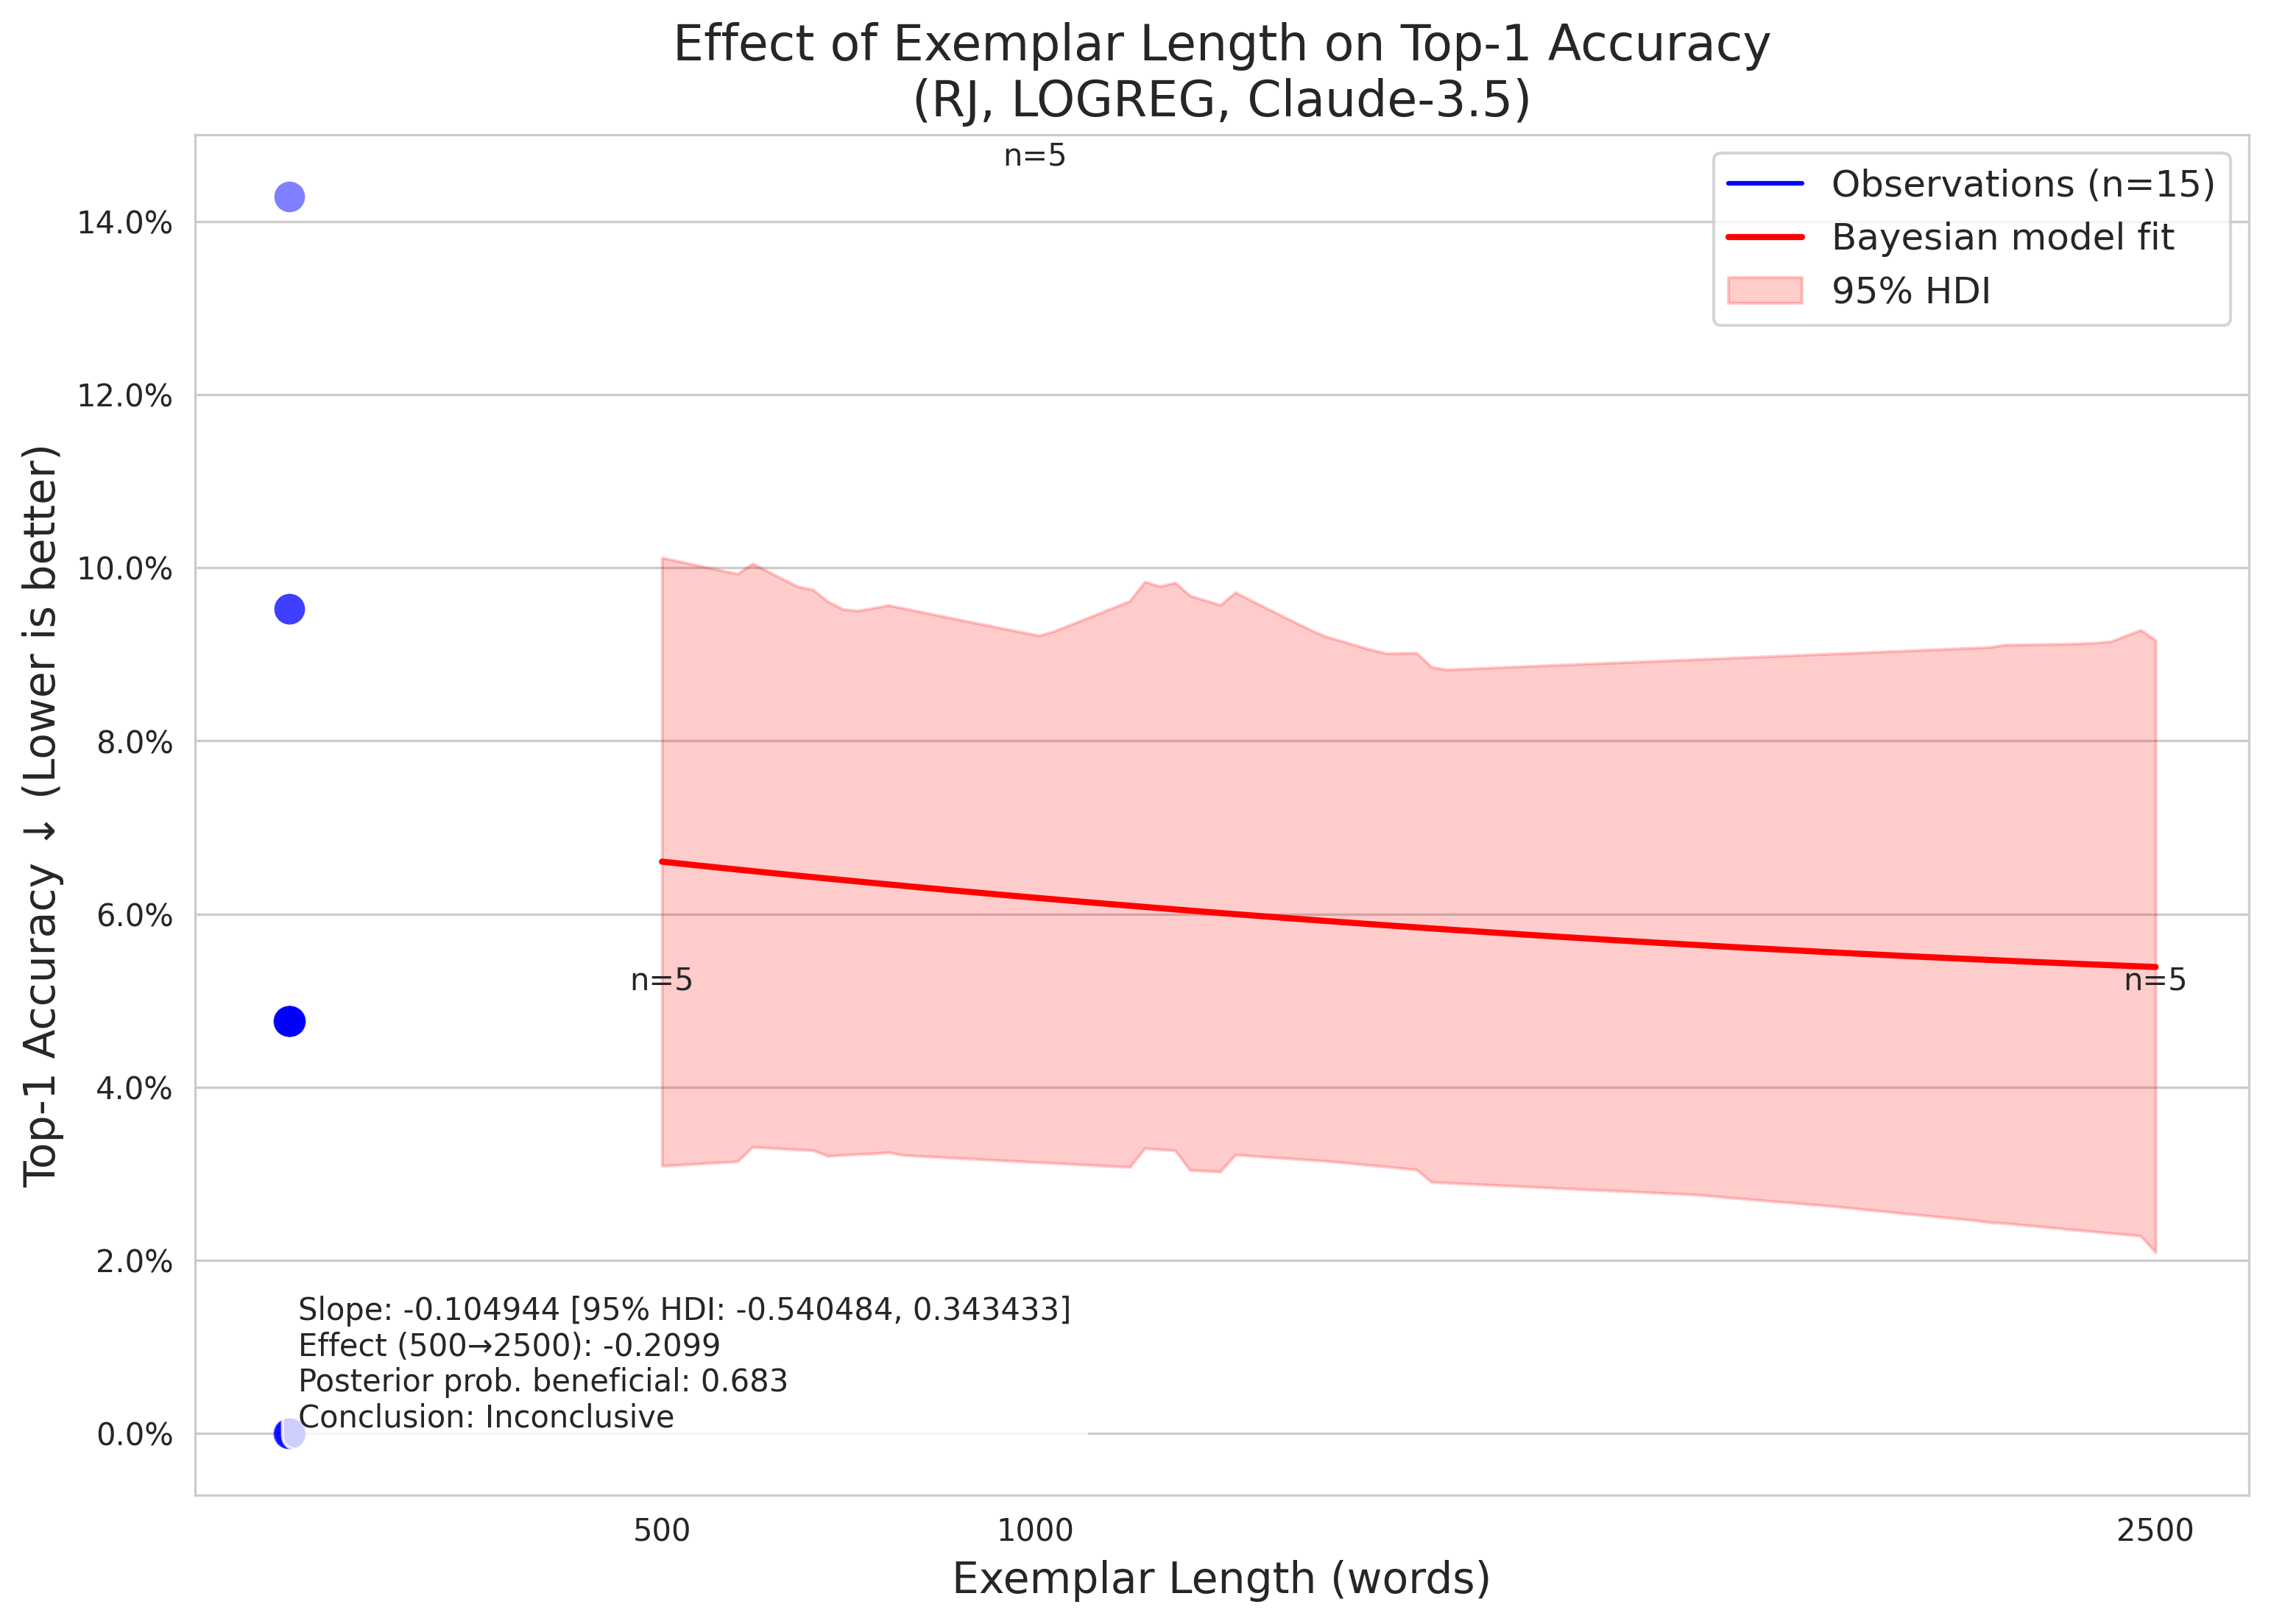 Effect of Exemplar Length on Top-1 Accuracy
(RJ, LOGREG, Claude-3.5)
n=5
Observations (n=15)
Bayesian model fit
95% HDI
14.0%
12.0%
10.0%
8.0%
6.0%
4.0%
2.0%
0.0%
Top-1 Accuracy ↓ (Lower is better)
n=5
n=5
Slope: -0.104944 [95% HDI: -0.540484, 0.343433]
Effect (500→2500): -0.2099
Posterior prob. beneficial: 0.683
Conclusion: Inconclusive
500
1000
2500
Exemplar Length (words)